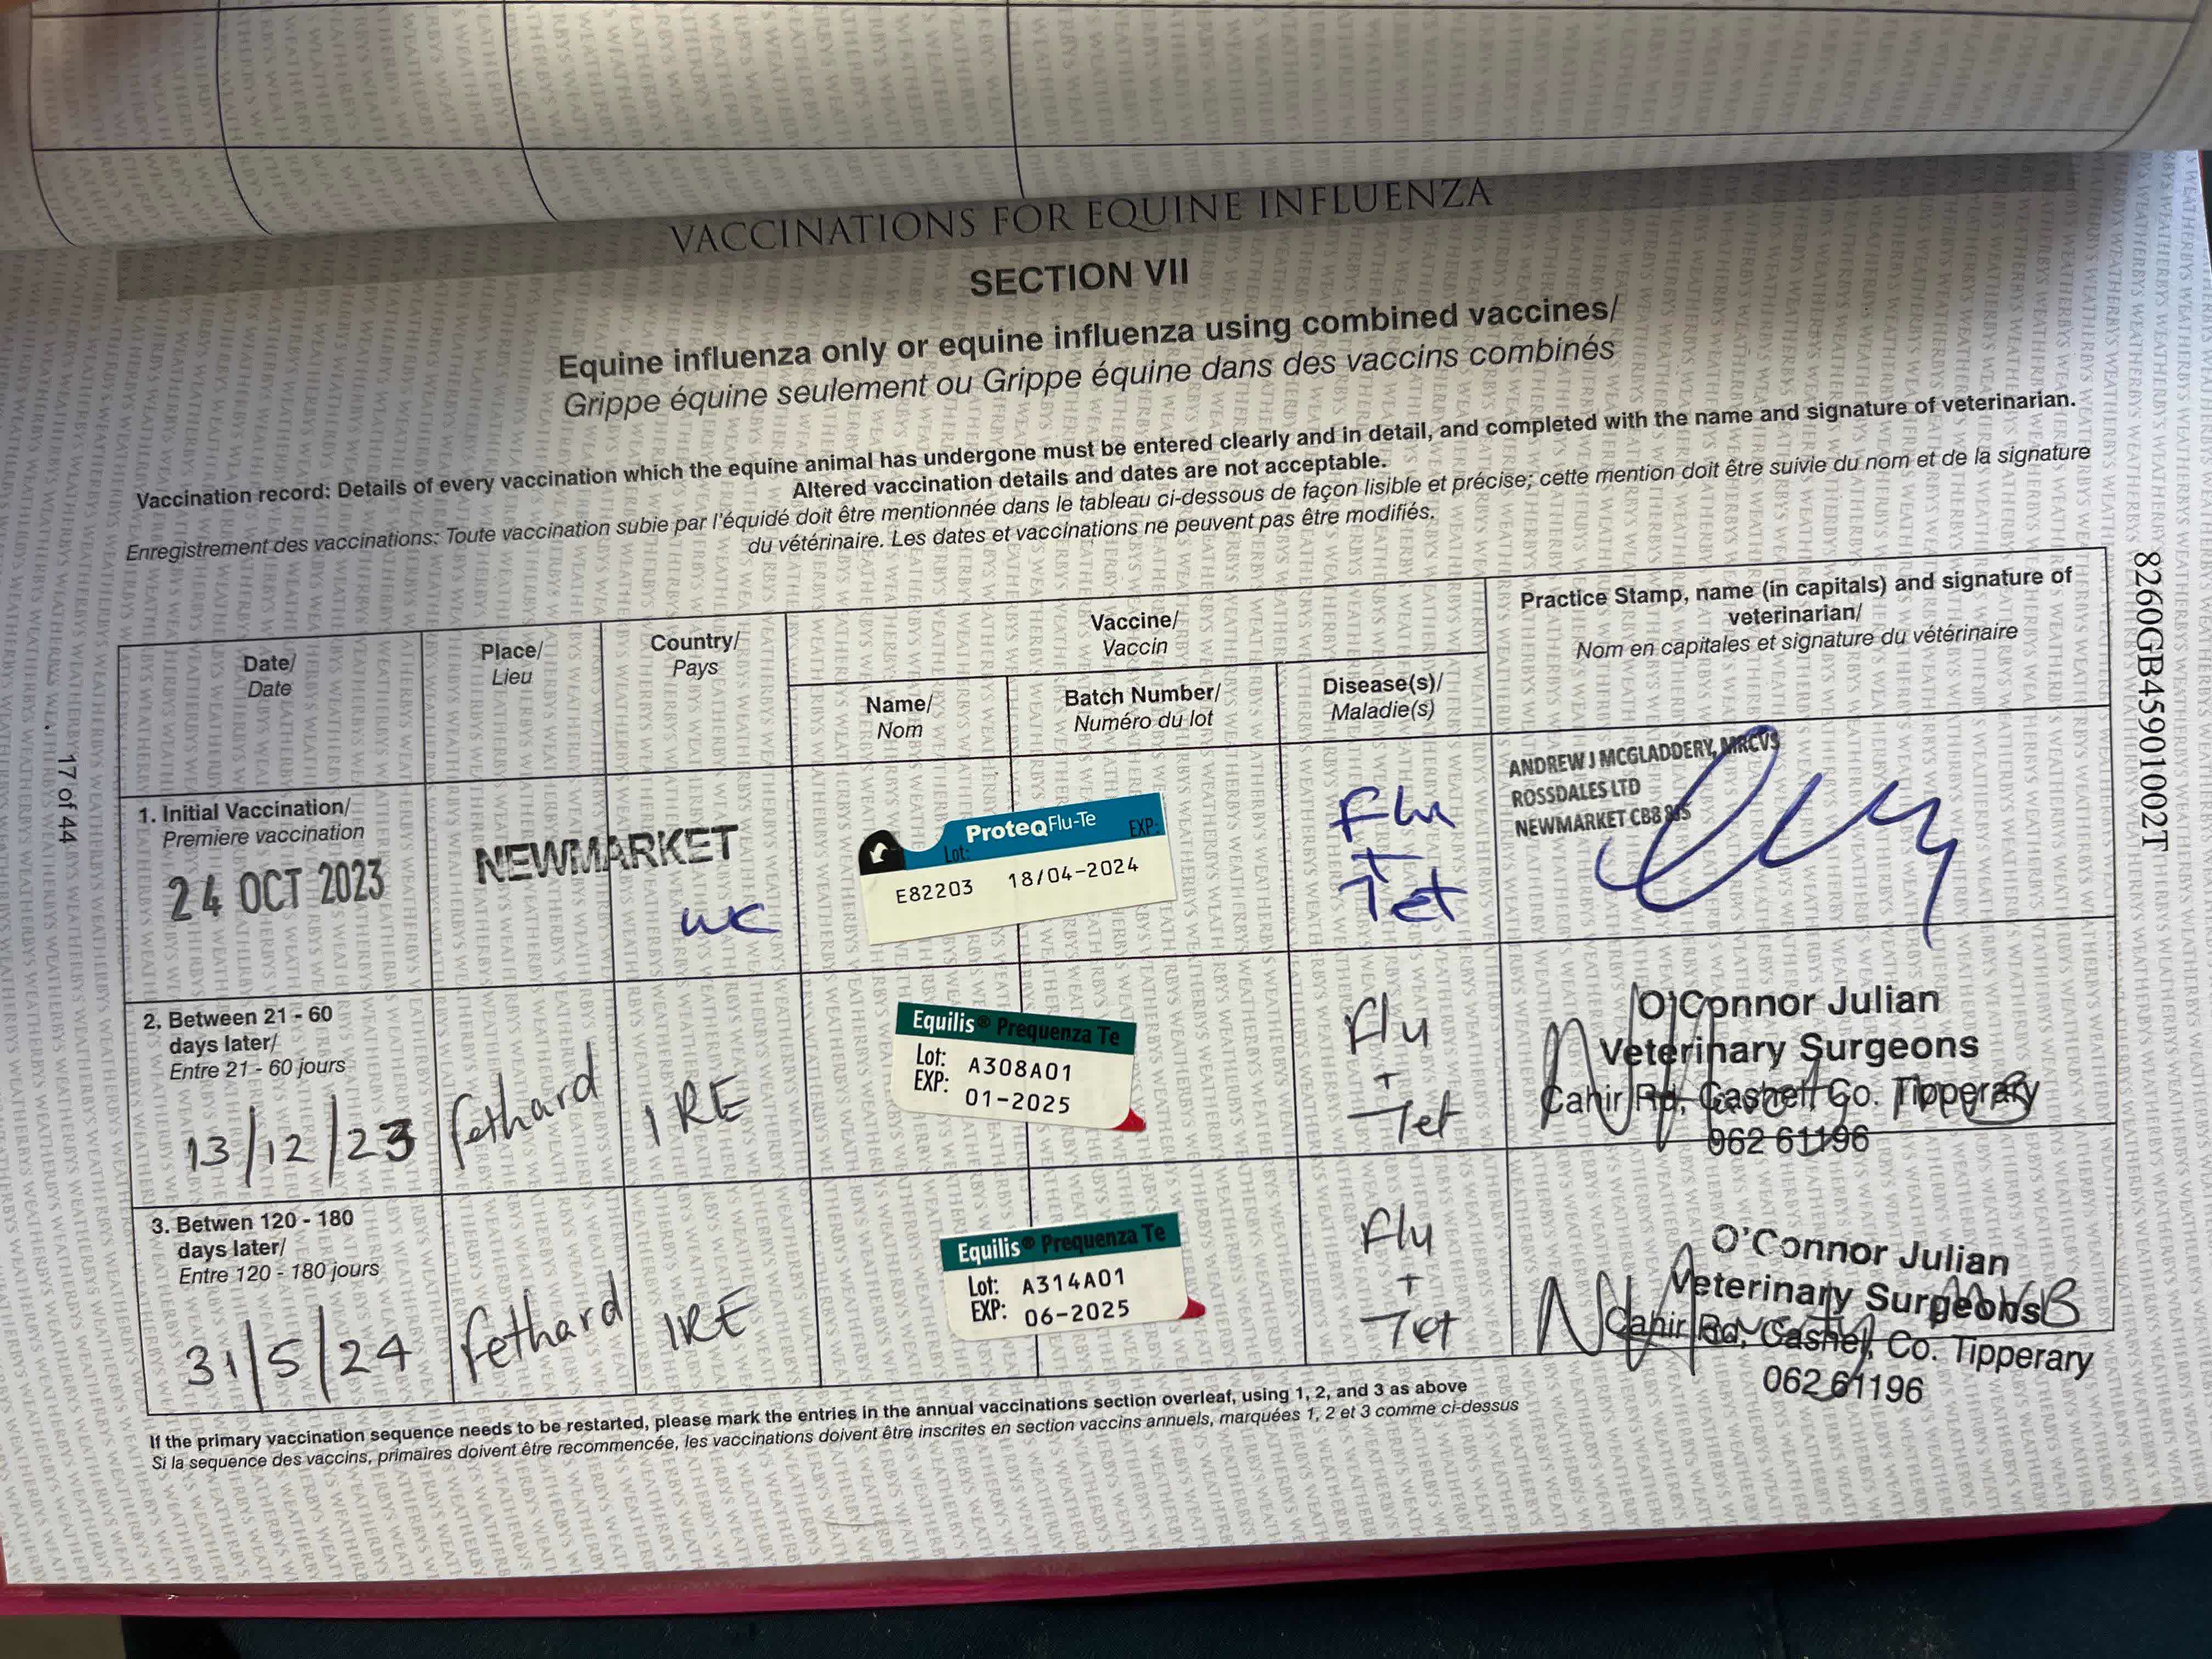 VACCINATIONS FOR EQUINE INFLUENZA
SECTION VII
Equine influenza only or equine influenza using combined vaccines/
Grippe équine seulement ou Grippe équine dans des vaccins combinés
Vaccination record: Details of every vaccination which the equine animal has undergone must be entered clearly and in detail, and completed with the name and signature of veterinarian.
Altered vaccination details and dates are not acceptable.
Enregistrement des vaccinations: Toute vaccination subie par l'équidé doit être mentionnée dans le tableau ci-dessous de façon lisible et précise; cette mention doit être suivie du nom et de la signature
du vétérinaire. Les dates et vaccinations ne peuvent pas être modifiés.
Date/
Date
Place/
Lieu
Country/
Pays
Vaccine/
Vaccin
Name/
Nom
Batch Number/
Numéro du lot
Disease(s)/
Maladie(s)
Practice Stamp, name (in capitals) and signature of
veterinarian/
Nom en capitales et signature du vétérinaire
1. Initial Vaccination/
Premiere vaccination
24 OCT 2023
NEWMARKET
UK
ProteqFlu-Te
Lot: EXP:
E82203 18/04-2024
Flu
+
Tet
ANDREW J MCGLADDERY, MRCVS
ROSSDALES LTD
NEWMARKET CB8
2. Between 21 - 60
days later/
Entre 21 - 60 jours
13/12/23
fethard
IRE
Equilis® Prequenza Te
Lot: A308A01
EXP: 01-2025
Flu
+
Tet
O'Connor Julian
Veterinary Surgeons
Cahir Rd, Cashel, Co. Tipperary
062 61196
3. Betwen 120 - 180
days later/
Entre 120 - 180 jours
31/5/24
fethard
IRE
Equilis® Prequenza Te
Lot: A314A01
EXP: 06-2025
Flu
+
Tet
O'Connor Julian
Veterinary Surgeons
MVB
Cahir Rd, Cashel, Co. Tipperary
062 61196
If the primary vaccination sequence needs to be restarted, please mark the entries in the annual vaccinations section overleaf, using 1, 2, and 3 as above
Si la sequence des vaccins, primaires doivent être recommencée, les vaccinations doivent être inscrites en section vaccins annuels, marquées 1, 2 et 3 comme ci-dessus
17 of 44
8260GB45901002T
WEATHERBYS